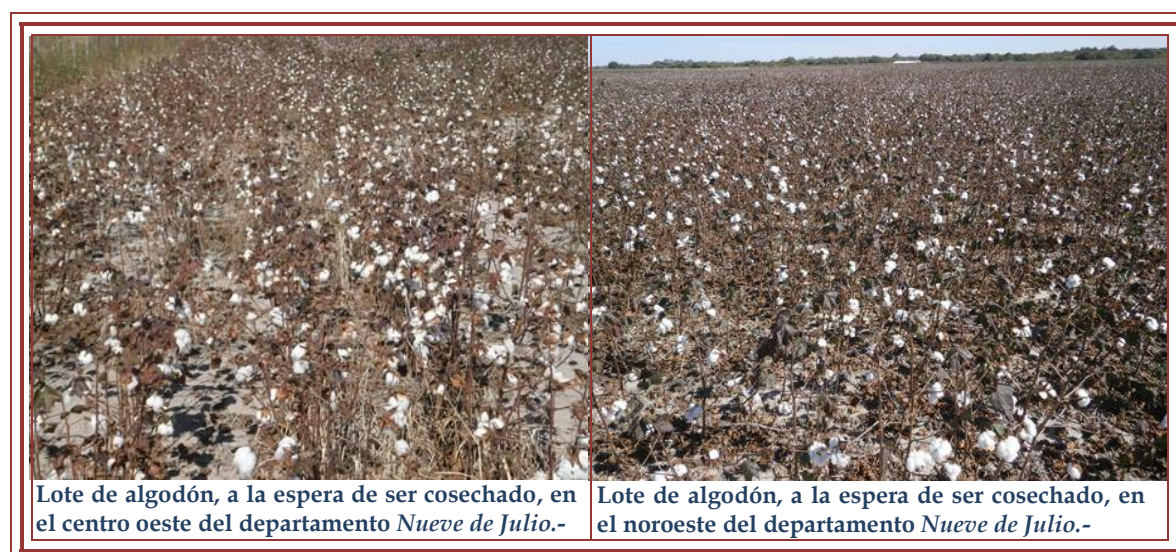 Lote de algodón, a la espera de ser cosechado, en
el centro oeste del departamento Nueve de Julio.-
Lote de algodón, a la espera de ser cosechado, en
el noroeste del departamento Nueve de Julio.-